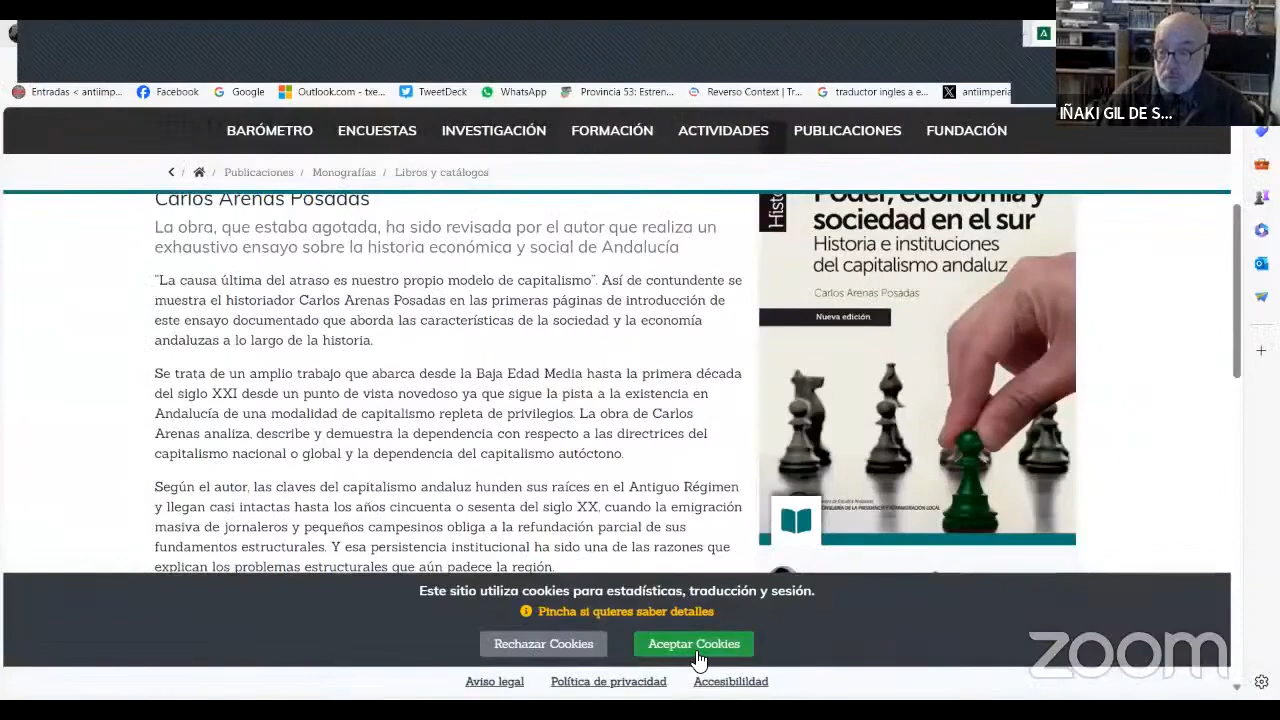 Entradas < antiimp...
Facebook
Google
Outlook.com - txe...
TweetDeck
WhatsApp
Provincia 53: Estren...
Reverso Context | Tr...
traductor ingles a e...
antiimperia
IÑAKI GIL DE S...
BARÓMETRO
ENCUESTAS
INVESTIGACIÓN
FORMACIÓN
ACTIVIDADES
PUBLICACIONES
FUNDACIÓN
Publicaciones / Monografías / Libros y catálogos
Carlos Arenas Posadas
La obra, que estaba agotada, ha sido revisada por el autor que realiza un
exhaustivo ensayo sobre la historia económica y social de Andalucía
"La causa última del atraso es nuestro propio modelo de capitalismo". Así de contundente se
muestra el historiador Carlos Arenas Posadas en las primeras páginas de introducción de
este ensayo documentado que aborda las características de la sociedad y la economía
andaluzas a lo largo de la historia.
Se trata de un amplio trabajo que abarca desde la Baja Edad Media hasta la primera década
del siglo XXI desde un punto de vista novedoso ya que sigue la pista a la existencia en
Andalucía de una modalidad de capitalismo repleta de privilegios. La obra de Carlos
Arenas analiza, describe y demuestra la dependencia con respecto a las directrices del
capitalismo nacional o global y la dependencia del capitalismo autóctono.
Según el autor, las claves del capitalismo andaluz hunden sus raíces en el Antiguo Régimen
y llegan casi intactas hasta los años cincuenta o sesenta del siglo XX, cuando la emigración
masiva de jornaleros y pequeños campesinos obliga a la refundación parcial de sus
fundamentos estructurales. Y esa persistencia institucional ha sido una de las razones que
explican los problemas estructurales que aún padece la región.
Histo
Poder, economía y
sociedad en el sur
Historia e instituciones
del capitalismo andaluz
Carlos Arenas Posadas
Nueva edición
Este sitio utiliza cookies para estadísticas, traducción y sesión.
Pincha si quieres saber detalles
Rechazar Cookies
Aceptar Cookies
Aviso legal
Política de privacidad
Accesibilidad
zoom